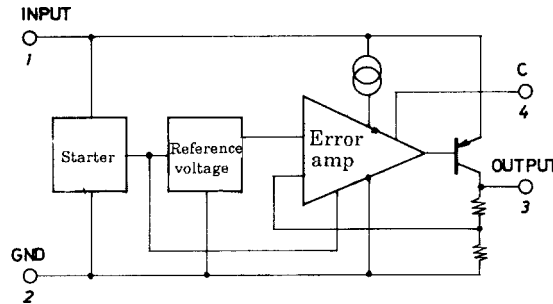 INPUT
1
C
4
Starter
Reference
voltage
Error
amp
OUTPUT
3
GND
2